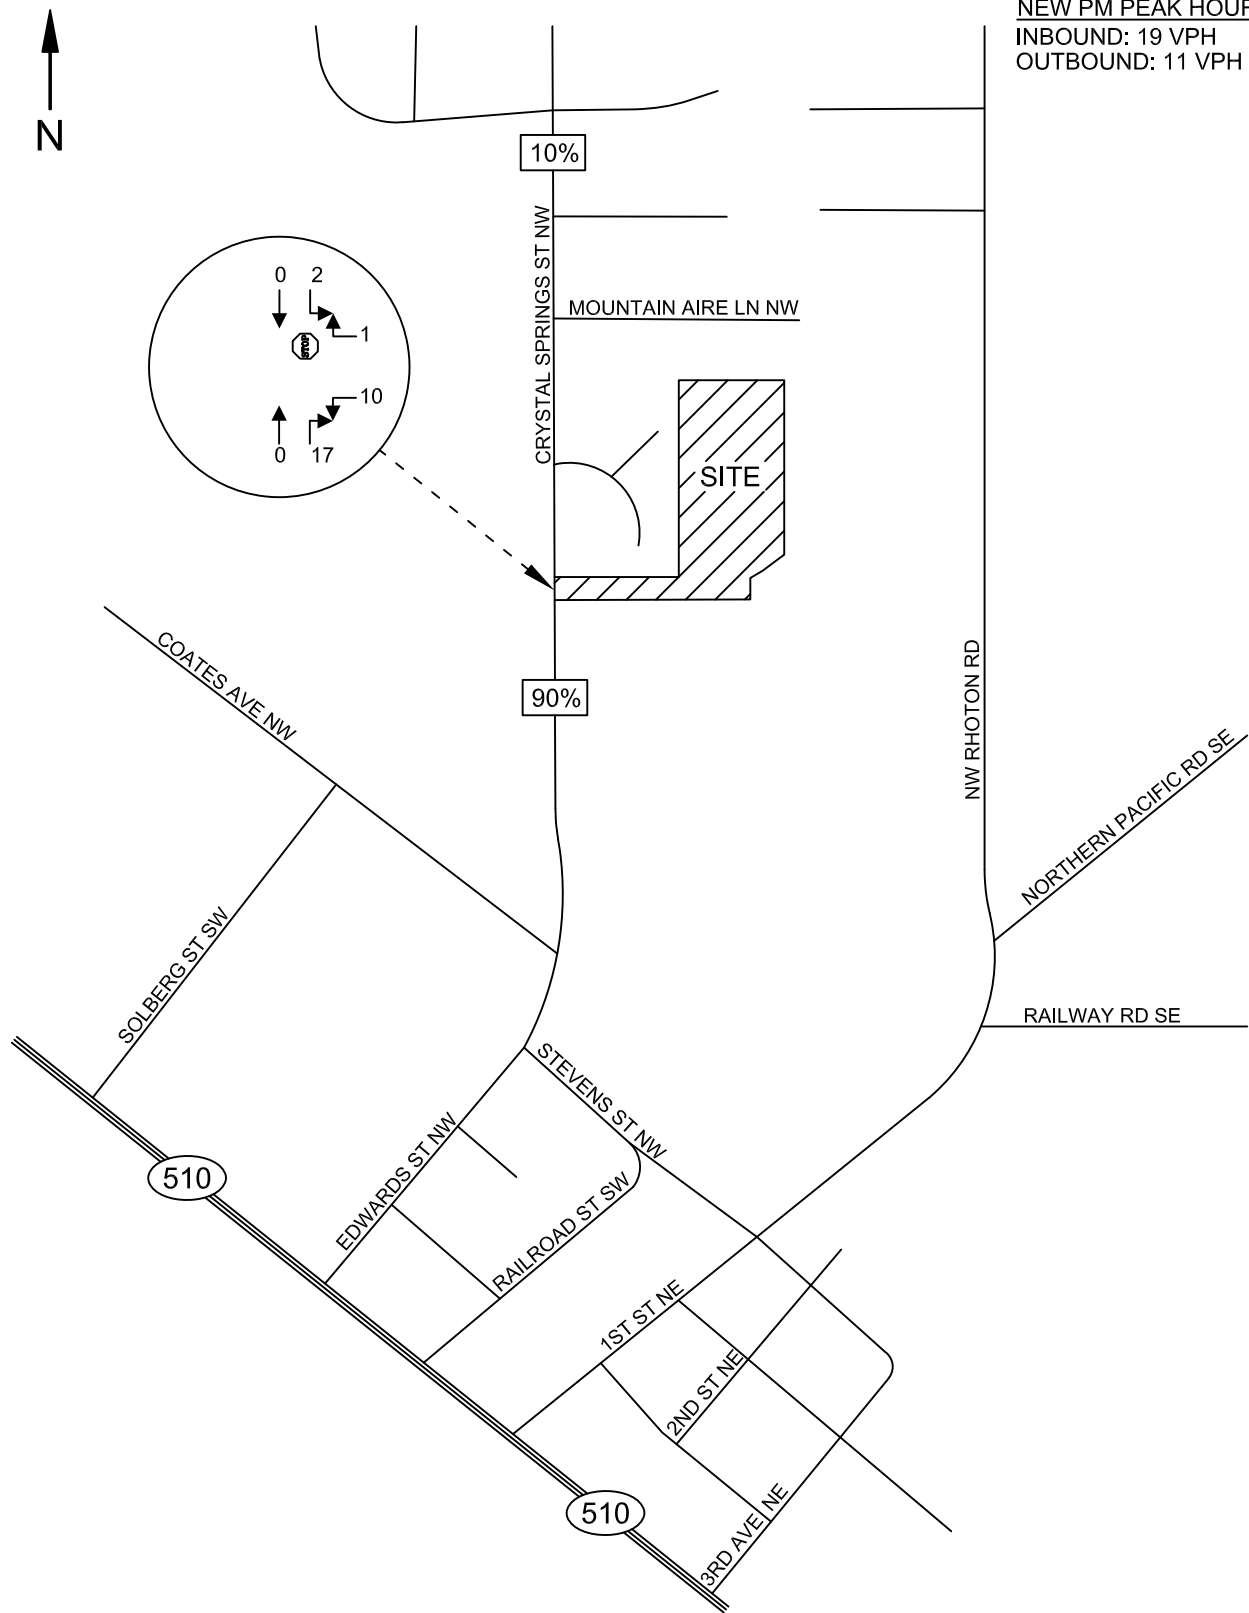 NEW PM PEAK HOUR
INBOUND: 19 VPH
OUTBOUND: 11 VPH
N
10%
CRYSTAL SPRINGS ST NW
0 2
1
STOP
10
0 17
MOUNTAIN AIRE LN NW
SITE
COATES AVE NW
90%
NW RHOTON RD
NORTHERN PACIFIC RD SE
SOLBERG ST SW
RAILWAY RD SE
STEVENS ST NW
510
EDWARDS ST NW
RAILROAD ST SW
1ST ST NE
2ND ST NE
510
3RD AVE NE